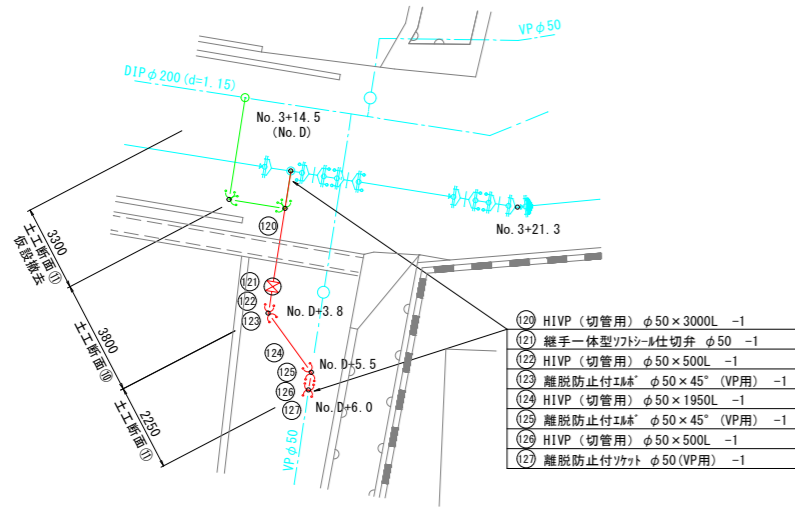 VPφ50
DIPφ200(d=1.15)
No.3+14.5
(No.D)
No.3+21.3
120
121
122
123
No.D+3.8
124
125
No.D+5.5
126
127
No.D+6.0
VPφ50
3300
土工断面⑪
仮設撤去
3800
土工断面⑩
2250
土工断面⑪
120 HIVP (切管用) φ50×3000L -1
121 継手一体型ソフトシール仕切弁 φ50 -1
122 HIVP (切管用) φ50×500L -1
123 離脱防止付エルボ φ50×45° (VP用) -1
124 HIVP (切管用) φ50×1950L -1
125 離脱防止付エルボ φ50×45° (VP用) -1
126 HIVP (切管用) φ50×500L -1
127 離脱防止付ソケット φ50(VP用) -1